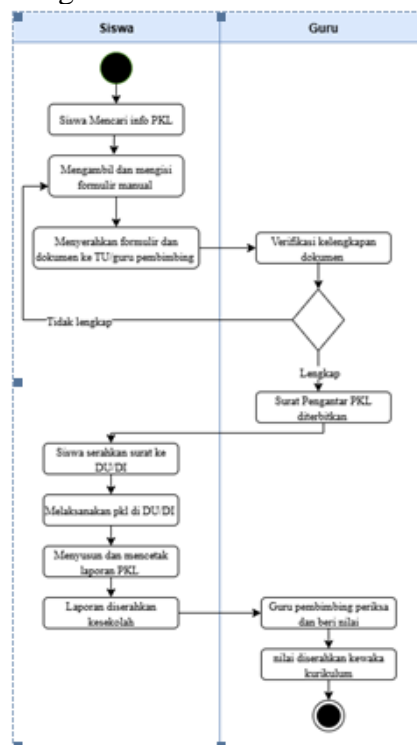 Siswa
Guru
Siswa Mencari info PKL
Mengambil dan mengisi
formulir manual
Menyerahkan formulir dan
dokumen ke TU/guru pembimbing
Verifikasi kelengkapan
dokumen
Tidak lengkap
Lengkap
Surat Pengantar PKL
diterbitkan
Siswa serahkan surat ke
DU/DI
Melaksanakan pkl di DU/DI
Menyusun dan mencetak
laporan PKL
Laporan diserahkan
kesekolah
Guru pembimbing periksa
dan beri nilai
nilai diserahkan kewaka
kurikulum